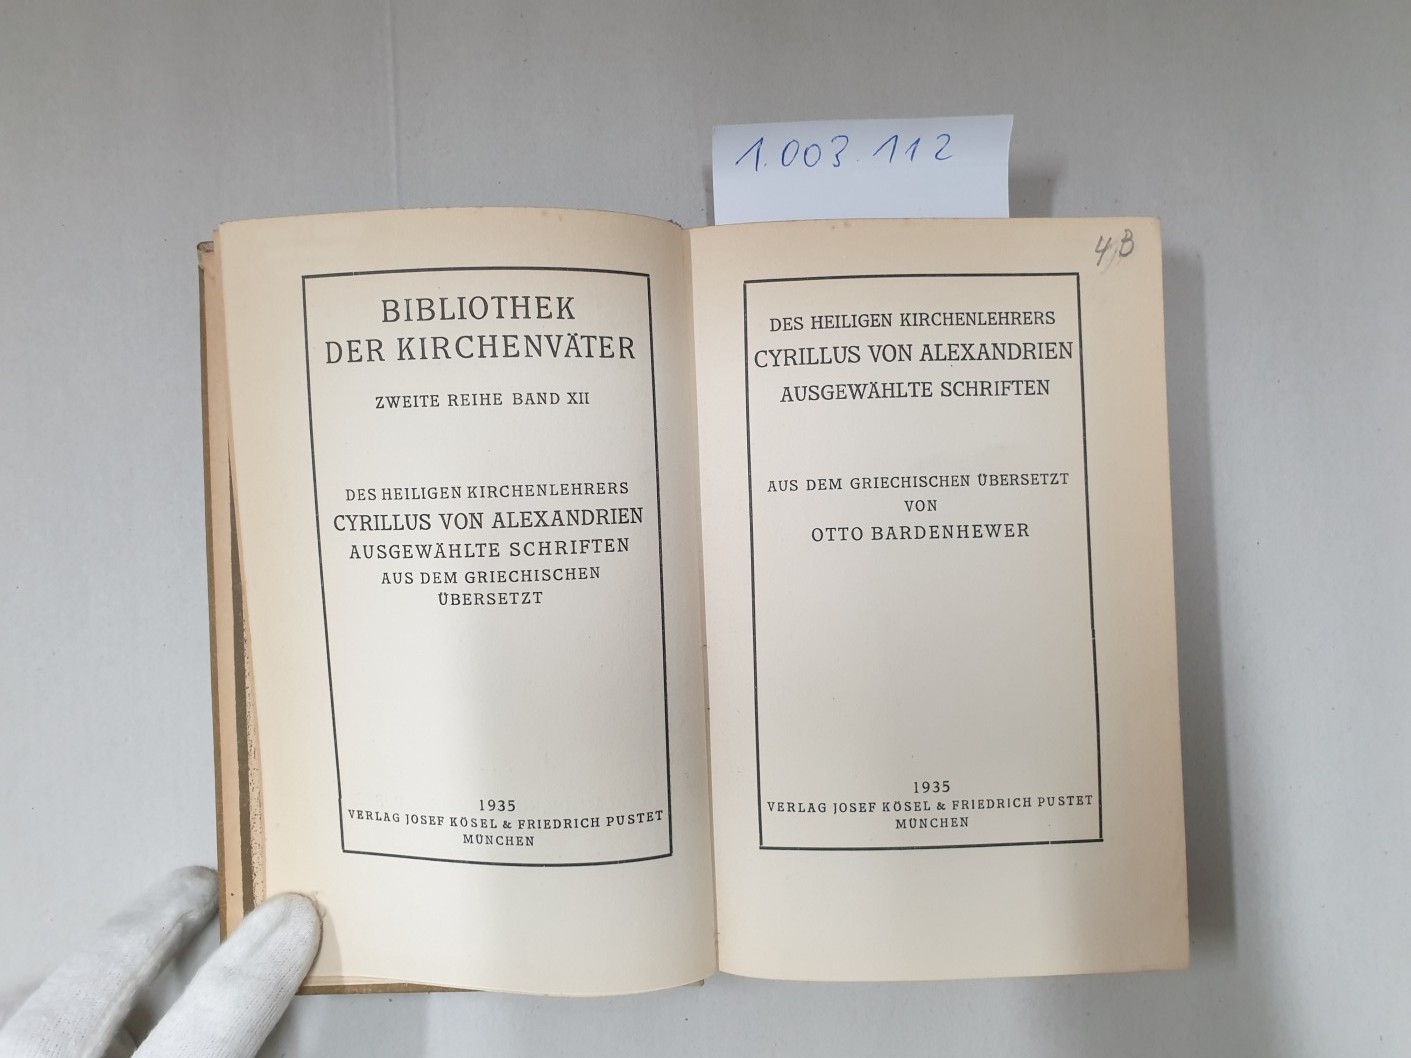 1.003.112
BIBLIOTHEK
DER KIRCHENVÄTER
ZWEITE REIHE BAND XII
DES HEILIGEN KIRCHENLEHRERS
CYRILLUS VON ALEXANDRIEN
AUSGEWÄHLTE SCHRIFTEN
AUS DEM GRIECHISCHEN
ÜBERSETZT
1935
VERLAG JOSEF KÖSEL & FRIEDRICH PUSTET
MÜNCHEN
4,B
DES HEILIGEN KIRCHENLEHRERS
CYRILLUS VON ALEXANDRIEN
AUSGEWÄHLTE SCHRIFTEN
AUS DEM GRIECHISCHEN ÜBERSETZT
VON
OTTO BARDENHEWER
1935
VERLAG JOSEF KÖSEL & FRIEDRICH PUSTET
MÜNCHEN